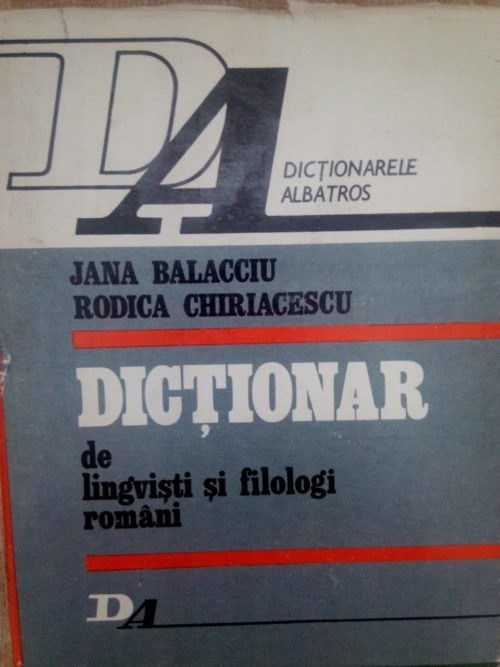 DA
DICȚIONARELE
ALBATROS
JANA BALACCIU
RODICA CHIRIACESCU
DICȚIONAR
de
lingviști și filologi
români
DA